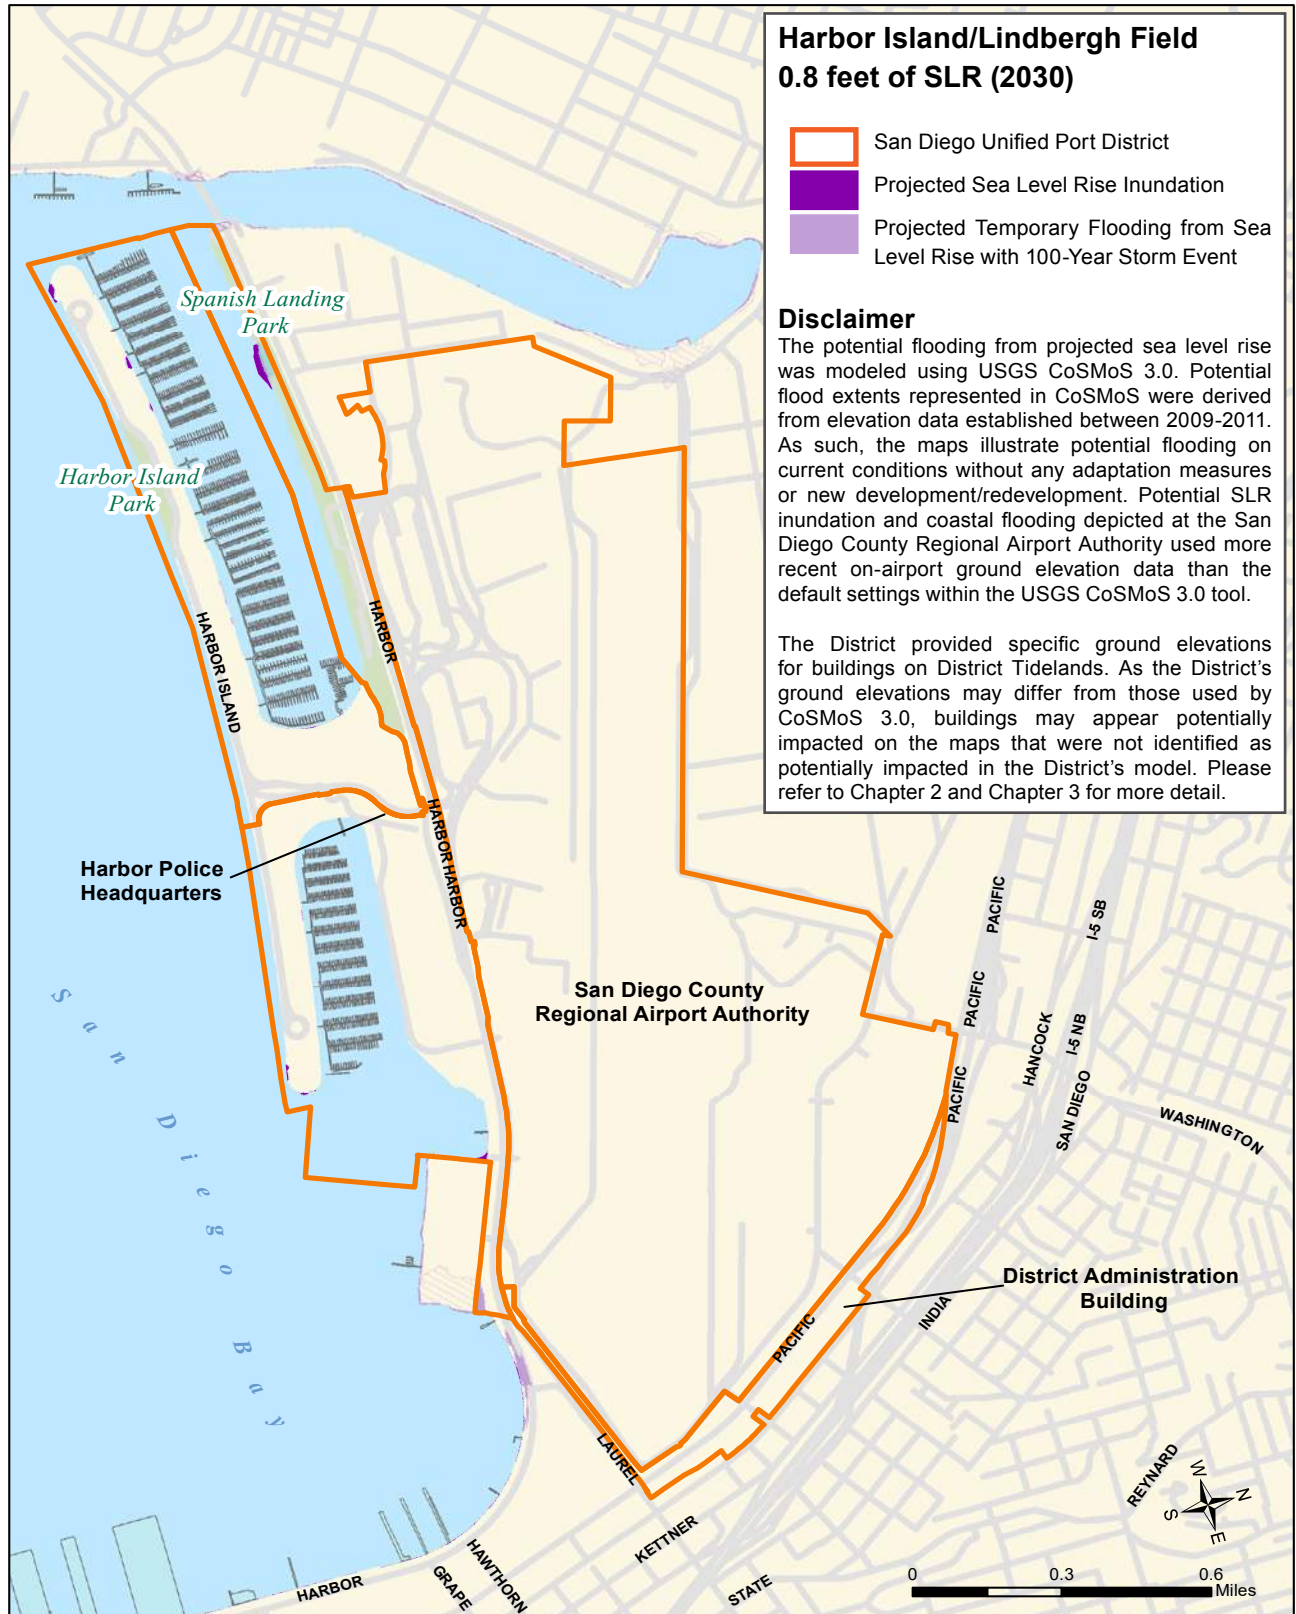 Harbor Island/Lindbergh Field
0.8 feet of SLR (2030)
San Diego Unified Port District
Projected Sea Level Rise Inundation
Projected Temporary Flooding from Sea
Level Rise with 100-Year Storm Event
Disclaimer
The potential flooding from projected sea level rise
was modeled using USGS CoSMoS 3.0. Potential
flood extents represented in CoSMoS were derived
from elevation data established between 2009-2011.
As such, the maps illustrate potential flooding on
current conditions without any adaptation measures
or new development/redevelopment. Potential SLR
inundation and coastal flooding depicted at the San
Diego County Regional Airport Authority used more
recent on-airport ground elevation data than the
default settings within the USGS CoSMoS 3.0 tool.
The District provided specific ground elevations
for buildings on District Tidelands. As the District’s
ground elevations may differ from those used by
CoSMoS 3.0, buildings may appear potentially
impacted on the maps that were not identified as
potentially impacted in the District’s model. Please
refer to Chapter 2 and Chapter 3 for more detail.
Spanish Landing
Park
Harbor Island
Park
HARBOR ISLAND
HARBOR
HARBOR
HARBOR
Harbor Police
Headquarters
San Diego County
Regional Airport Authority
PACIFIC
I-5 SB
PACIFIC
HANCOCK
I-5 NB
PACIFIC
SAN DIEGO
WASHINGTON
San Diego Bay
District Administration
Building
INDIA
PACIFIC
LAUREL
REYNARD
KETTNER
HAWTHORN
GRAPE
HARBOR
STATE
W
N
S
E
0 0.3 0.6
Miles